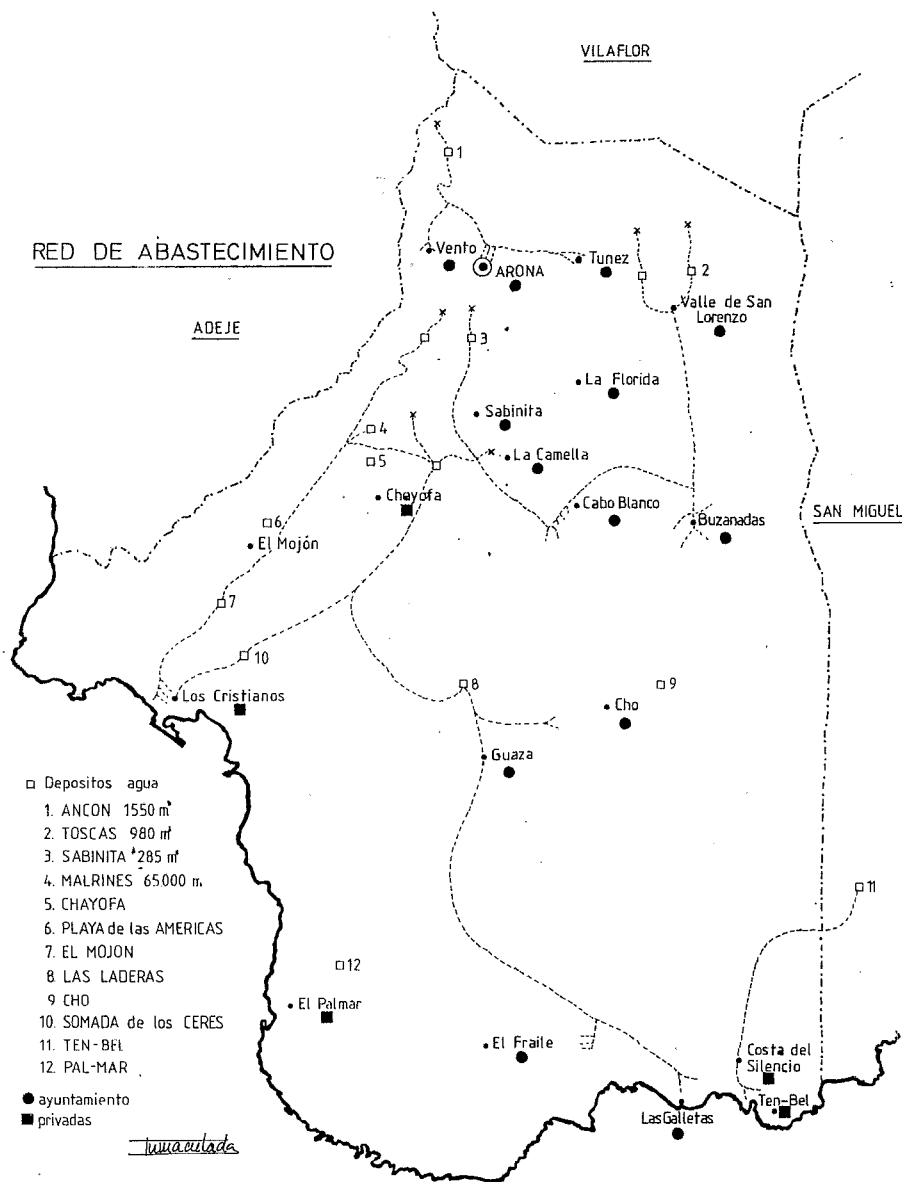 VILAFLOR
1
RED DE ABASTECIMIENTO
Vento
ARONA
Tunez
2
ADEJE
Valle de San
Lorenzo
3
La Florida
Sabinita
4
La Camella
5
Chayofa
Cabo Blanco
SAN MIGUEL
6
Buzanadas
El Mojón
7
10
8
9
Los Cristianos
Cho
Guaza
Depositos agua
1. ANCON 1550 m³
2. TOSCAS 980 m³
3. SABINITA 285 m³
4. MALRINES 65000 m.
5. CHAYOFA
6. PLAYA de las AMERICAS
7. EL MOJON
8. LAS LADERAS
9 CHO
10. SOMADA de los CERES
11. TEN-BEL
12. PAL-MAR
ayuntamiento
privadas
Inmaculada
11
12
El Palmar
El Fraile
Costa del
Silencio
Ten-Bel
Las Galletas